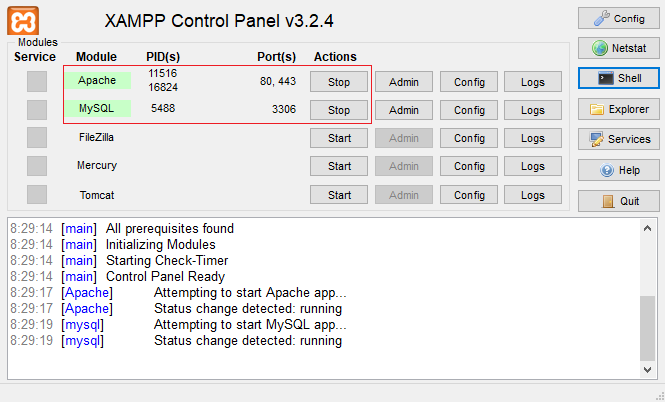 XAMPP Control Panel v3.2.4
Config
Modules
Service Module PID(s) Port(s) Actions
Netstat
Apache 11516 16824 80, 443 Stop Admin Config Logs
Shell
MySQL 5488 3306 Stop Admin Config Logs
Explorer
FileZilla Start Admin Config Logs
Services
Mercury Start Admin Config Logs
Help
Tomcat Start Admin Config Logs
Quit
8:29:14 [main] All prerequisites found
8:29:14 [main] Initializing Modules
8:29:14 [main] Starting Check-Timer
8:29:14 [main] Control Panel Ready
8:29:17 [Apache] Attempting to start Apache app...
8:29:17 [Apache] Status change detected: running
8:29:19 [mysql] Attempting to start MySQL app...
8:29:19 [mysql] Status change detected: running